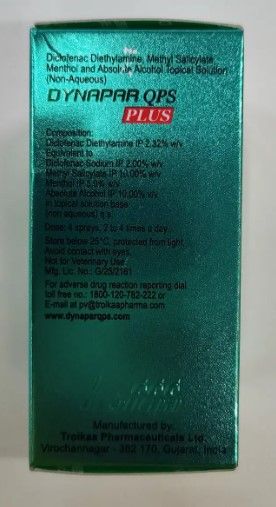 Diclofenac Diethylamine, Methyl Salicylate,
Menthol and Absolute Alcohol Topical Solution
(Non-Aqueous)
DYNAPAR QPS
PLUS
Composition:
Diclofenac Diethylamine IP 2.32% w/v
Equivalent to
Diclofenac Sodium IP 2.00% w/v
Methyl Salicylate IP 10.00% w/v
Menthol IP 5.0% w/v
Absolute Alcohol IP 10.00% v/v
In topical solution base
(non aqueous) q.s.
Dose: 4 sprays, 3 to 4 times a day.
Store below 25°C, protected from light.
Avoid contact with eyes.
Not for Veterinary Use.
Mfg. Lic. No.: G/25/2161
For adverse drug reaction reporting dial
toll free no.: 1800-120-782-222 or
E-mail at pv@troikaapharma.com
www.dynaparqps.com
Manufactured by:
Troikaa Pharmaceuticals Ltd.
Virochannagar - 382 170, Gujarat, India